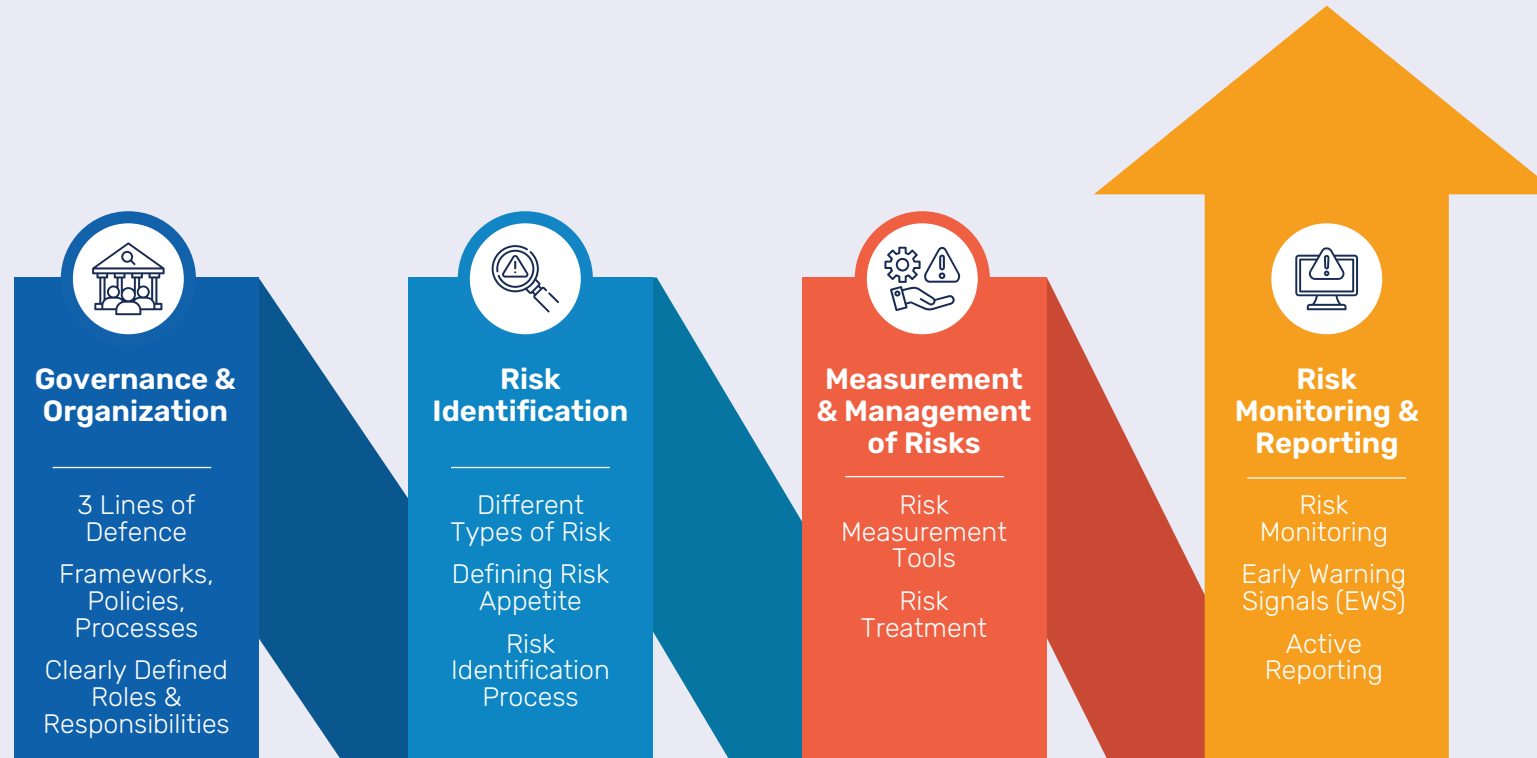 Governance &
Organization
3 Lines of
Defence
Frameworks,
Policies,
Processes
Clearly Defined
Roles &
Responsibilities
Risk
Identification
Different
Types of Risk
Defining Risk
Appetite
Risk
Identification
Process
Measurement
& Management
of Risks
Risk
Measurement
Tools
Risk
Treatment
Risk
Monitoring &
Reporting
Risk
Monitoring
Early Warning
Signals (EWS)
Active
Reporting